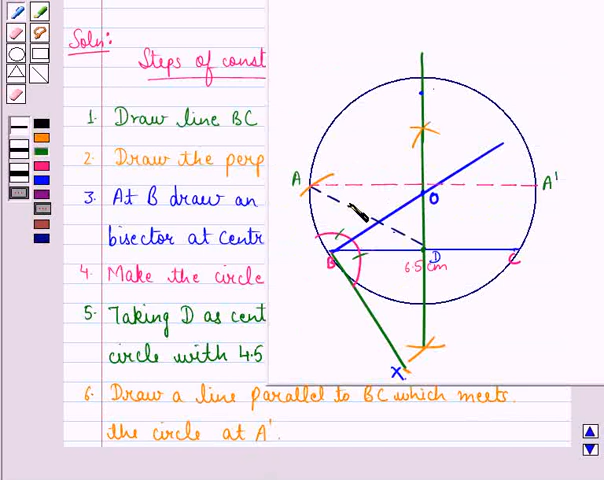 Soln:
Steps of const
1. Draw line BC
2. Draw the perp
3. At B draw an
bisector at centr
4. Make the circle
5. Taking D as cent
circle with 4.5
6. Draw a line parallel to BC which meets
the circle at A'.
A
A'
O
B
D
C
6.5 cm
X